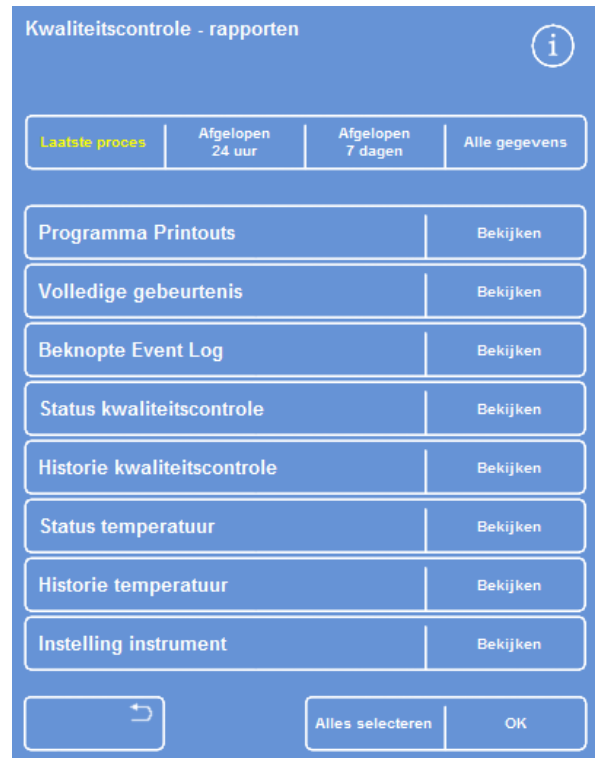 Kwaliteitscontrole - rapporten
i
Laatste proces
Afgelopen
24 uur
Afgelopen
7 dagen
Alle gegevens
Programma Printouts
Bekijken
Volledige gebeurtenis
Bekijken
Beknopte Event Log
Bekijken
Status kwaliteitscontrole
Bekijken
Historie kwaliteitscontrole
Bekijken
Status temperatuur
Bekijken
Historie temperatuur
Bekijken
Instelling instrument
Bekijken
Alles selecteren
OK